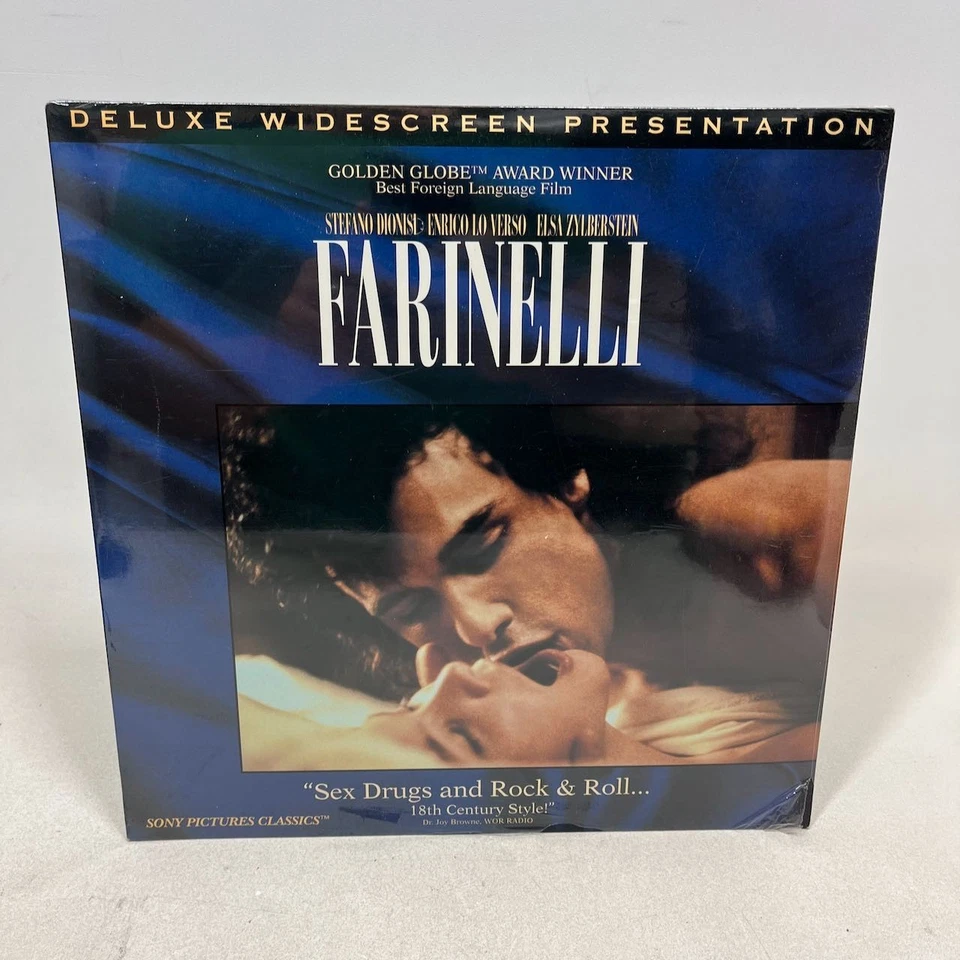 DELUXE WIDESCREEN PRESENTATION
GOLDEN GLOBE™ AWARD WINNER
Best Foreign Language Film
STEFANO DIONISI ENRICO LO VERSO ELSA ZYLBERSTEIN
FARINELLI
“Sex Drugs and Rock & Roll...
18th Century Style!”
Dr. Joy Browne, WOR RADIO
SONY PICTURES CLASSICS™